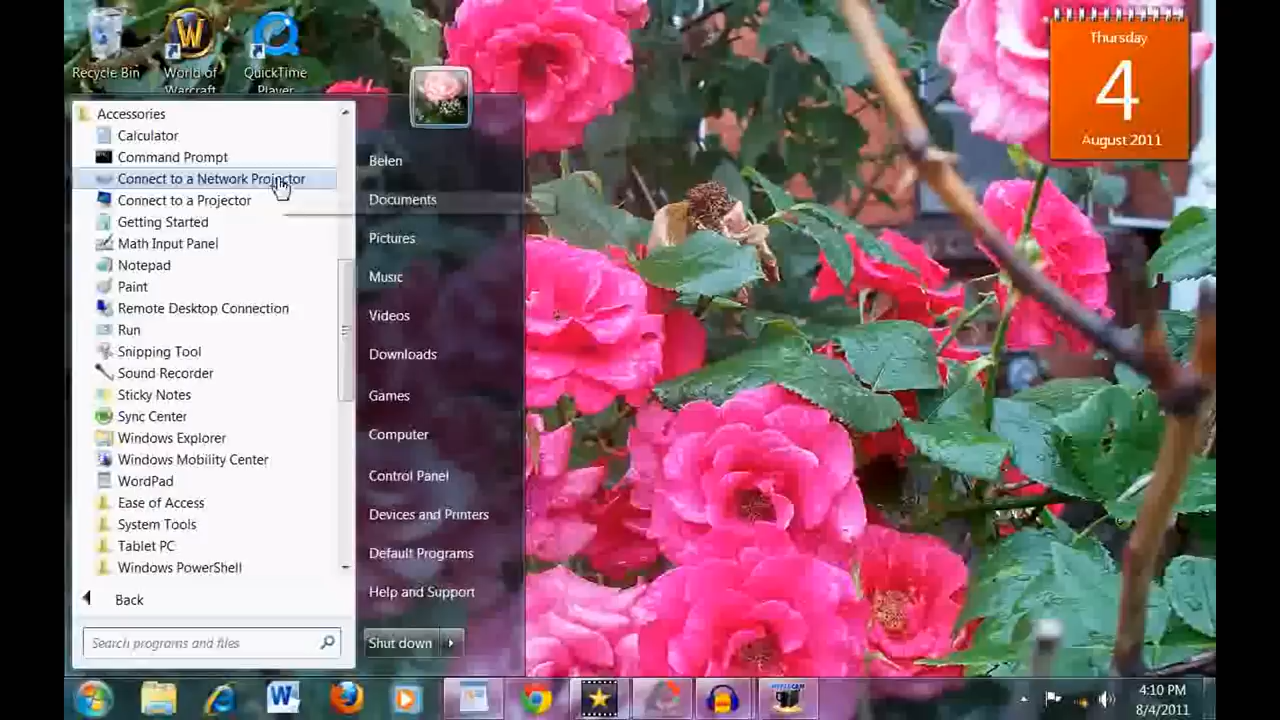 Recycle Bin
World of
Warcraft
QuickTime
Player
Thursday
4
August 2011
Accessories
Calculator
Command Prompt
Connect to a Network Projector
Connect to a Projector
Getting Started
Math Input Panel
Notepad
Paint
Remote Desktop Connection
Run
Snipping Tool
Sound Recorder
Sticky Notes
Sync Center
Windows Explorer
Windows Mobility Center
WordPad
Ease of Access
System Tools
Tablet PC
Windows PowerShell
Back
Search programs and files
Belen
Documents
Pictures
Music
Videos
Downloads
Games
Computer
Control Panel
Devices and Printers
Default Programs
Help and Support
Shut down
4:10 PM
8/4/2011